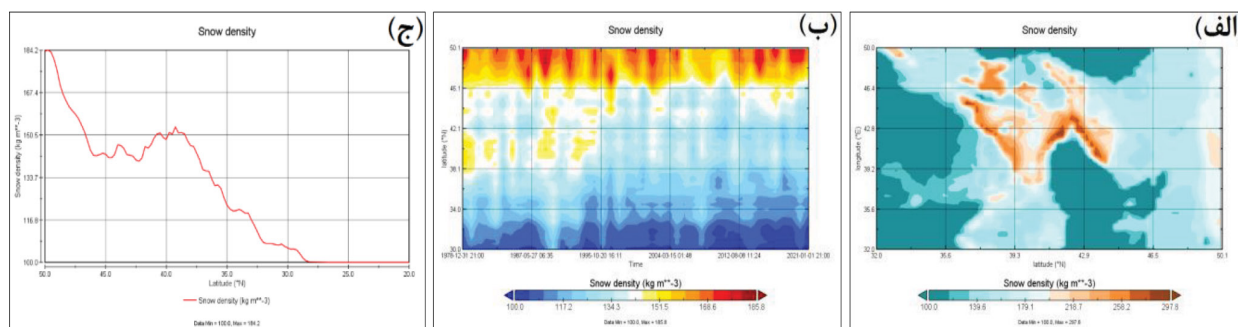 (ج)
Snow density
184.2
167.4
150.5
133.7
116.9
100.0
Snow density (kg m**-3)
50.0 45.0 40.0 35.0 30.0 25.0 20.0
Latitude (°N)
Snow density (kg m**-3)
Data Min = 100.0, Max = 184.2
(ب)
Snow density
50.1
46.1
42.1
38.1
34.0
30.0
latitude (°N)
1978-12-31 21:00 1987-05-27 06:35 1995-10-20 16:11 2004-03-15 01:48 2012-08-08 11:24 2021-01-01 21:00
Time
Snow density (kg m**-3)
100.0 117.2 134.3 151.5 168.6 185.8
Data Min = 100.0, Max = 185.8
(الف)
Snow density
50.0
46.4
42.8
39.2
35.6
32.0
longitude (°E)
32.0 35.6 39.3 42.9 46.5 50.1
latitude (°N)
Snow density (kg m**-3)
100.0 139.6 179.1 218.7 258.2 297.8
Data Min = 100.0, Max = 297.8